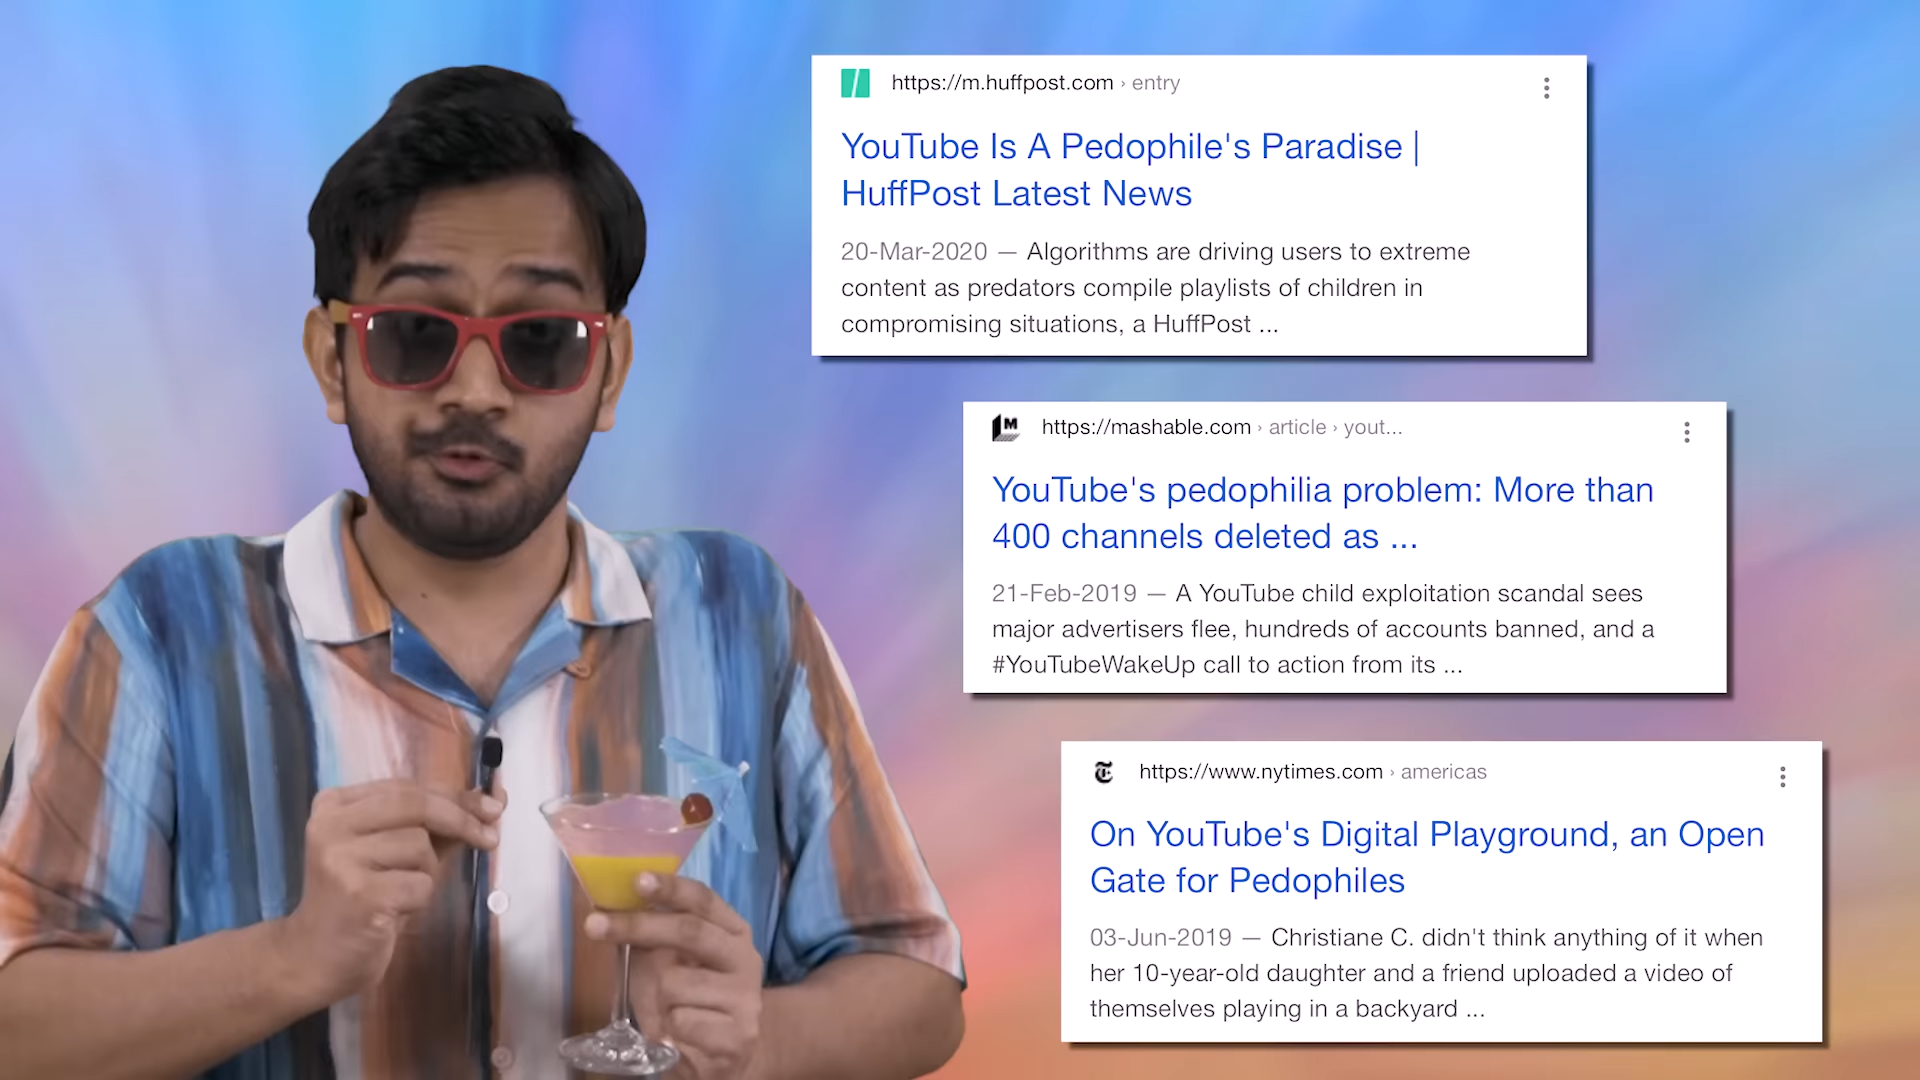 https://m.huffpost.com › entry
YouTube Is A Pedophile's Paradise |
HuffPost Latest News
20-Mar-2020 — Algorithms are driving users to extreme
content as predators compile playlists of children in
compromising situations, a HuffPost ...
M
https://mashable.com › article › yout...
YouTube's pedophilia problem: More than
400 channels deleted as ...
21-Feb-2019 — A YouTube child exploitation scandal sees
major advertisers flee, hundreds of accounts banned, and a
#YouTubeWakeUp call to action from its ...
T
https://www.nytimes.com › americas
On YouTube's Digital Playground, an Open
Gate for Pedophiles
03-Jun-2019 — Christiane C. didn't think anything of it when
her 10-year-old daughter and a friend uploaded a video of
themselves playing in a backyard ...